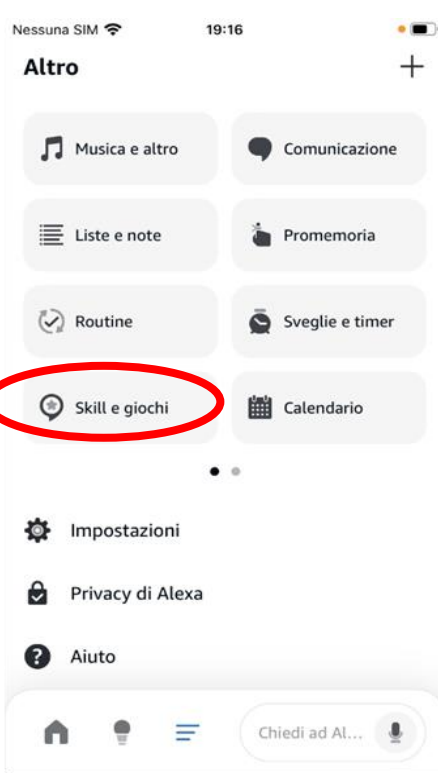 Nessuna SIM 19:16
Altro
Musica e altro Comunicazione
Liste e note Promemoria
Routine Sveglie e timer
Skill e giochi Calendario
Impostazioni
Privacy di Alexa
Aiuto
Chiedi ad Al...